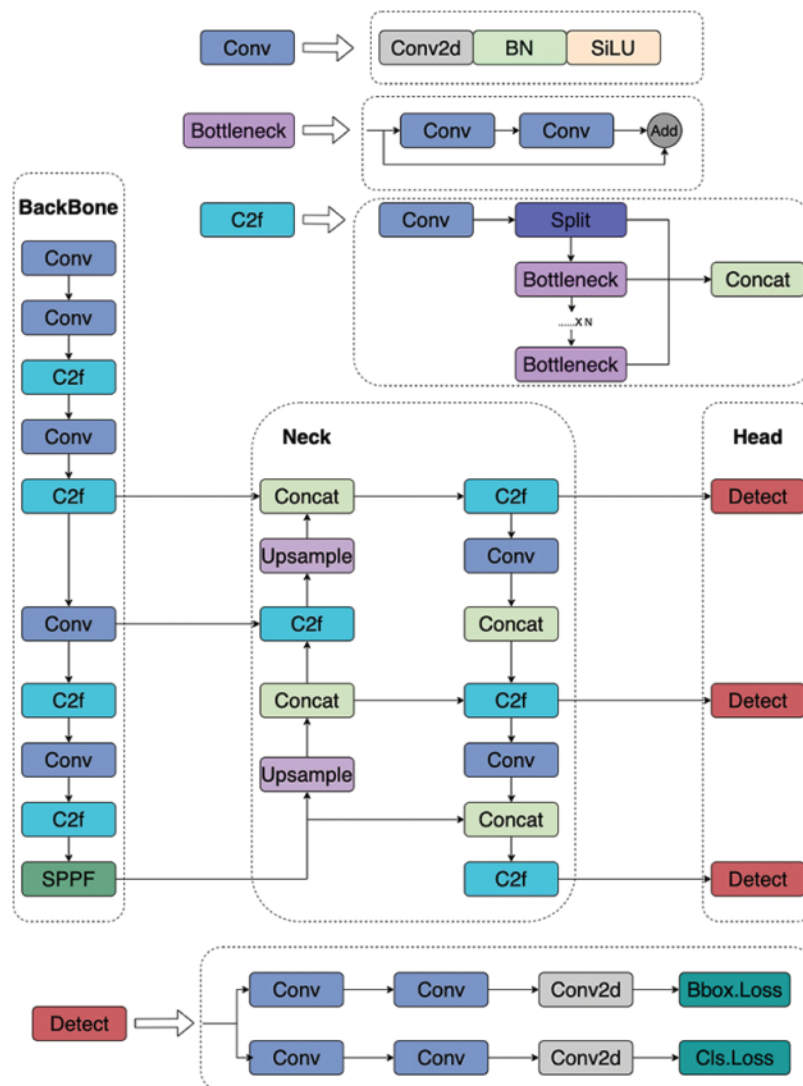 Conv
Conv2d BN SiLU
Bottleneck
Conv Conv Add
C2f
Conv Split
Bottleneck Concat
......X N
Bottleneck
BackBone
Conv
Conv
C2f
Conv
C2f
Conv
C2f
Conv
C2f
SPPF
Neck
Concat C2f
Upsample Conv
C2f Concat
Concat C2f
Upsample Conv
Concat
C2f
Head
Detect
Detect
Detect
Detect
Conv Conv Conv2d Bbox.Loss
Conv Conv Conv2d Cls.Loss